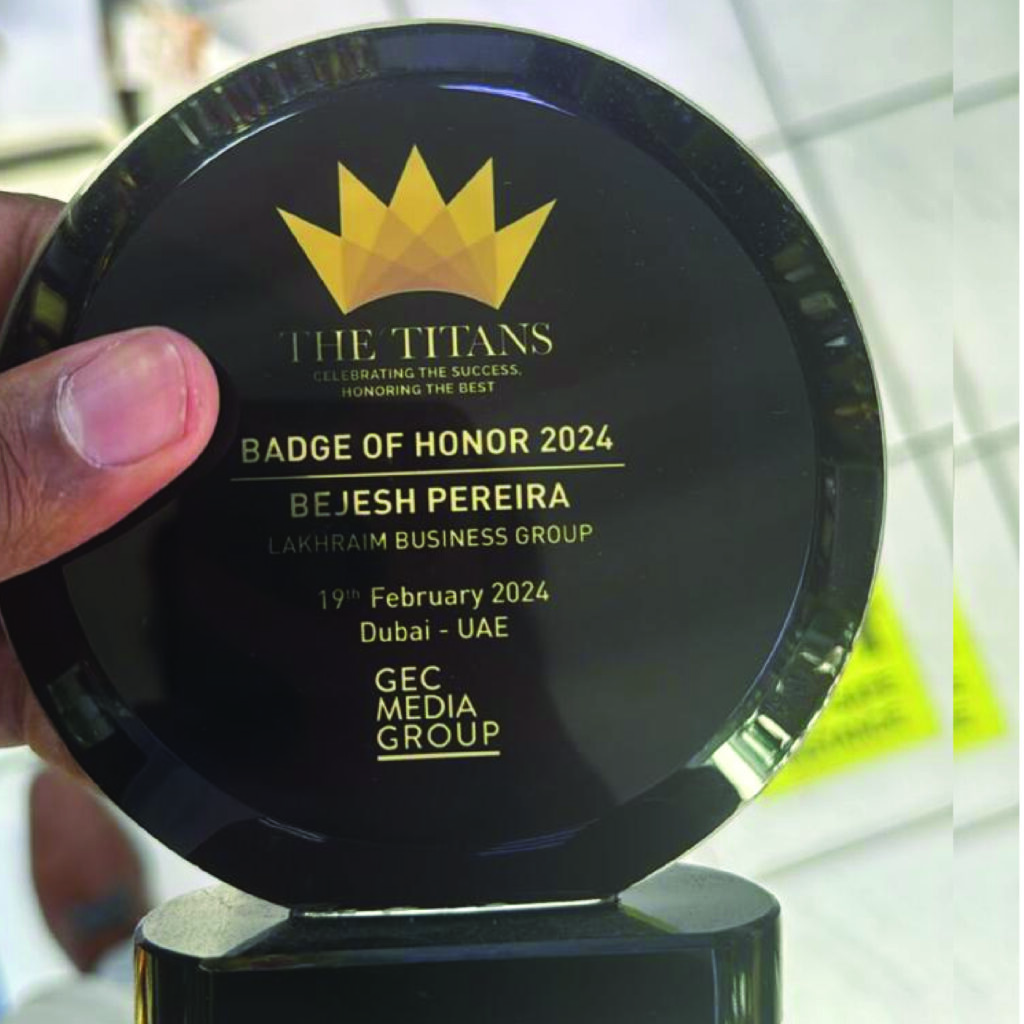 THE TITANS
CELEBRATING THE SUCCESS,
HONORING THE BEST
BADGE OF HONOR 2024
BEJESH PEREIRA
LAKHRAIM BUSINESS GROUP
19th February 2024
Dubai - UAE
GEC
MEDIA
GROUP